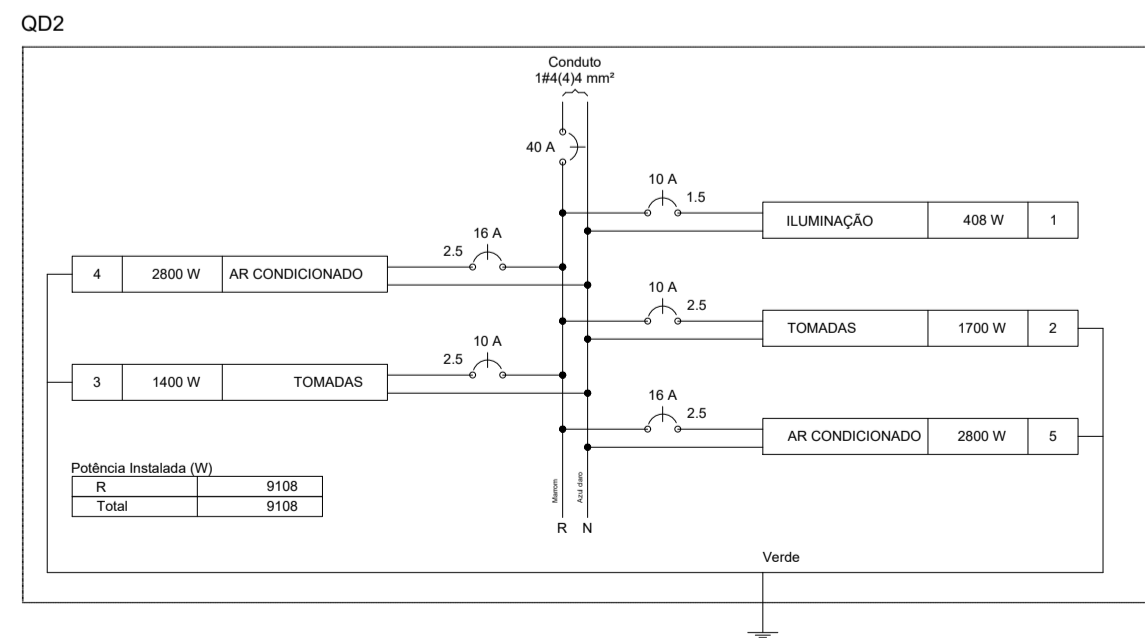 QD2
Conduto
1#4(4)4 mm²
40 A
10 A
1.5
ILUMINAÇÃO 408 W 1
16 A
2.5
4 2800 W AR CONDICIONADO
10 A
2.5
TOMADAS 1700 W 2
10 A
2.5
3 1400 W TOMADAS
16 A
2.5
AR CONDICIONADO 2800 W 5
Potência Instalada (W)
R 9108
Total 9108
Marrom
Azul claro
R N
Verde